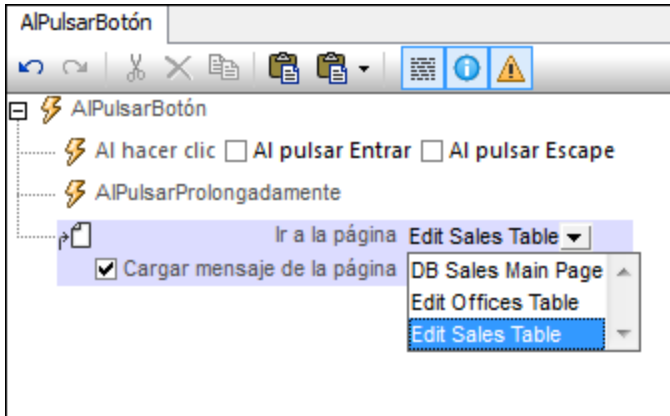 AlPulsarBotón
AlPulsarBotón
Al hacer clic Al pulsar Entrar Al pulsar Escape
AlPulsarProlongadamente
Ir a la página Edit Sales Table
Cargar mensaje de la página
DB Sales Main Page
Edit Offices Table
Edit Sales Table